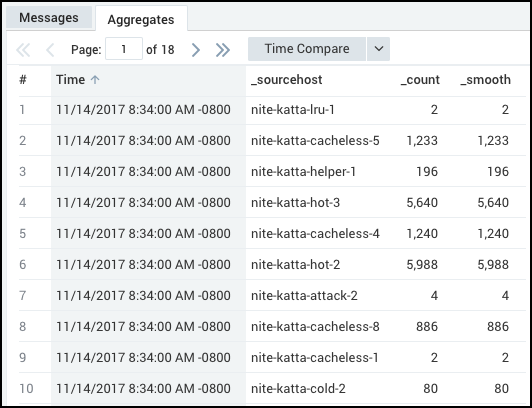 Messages Aggregates
Page: 1 of 18 Time Compare
# Time _sourcehost _count _smooth
1 11/14/2017 8:34:00 AM -0800 nite-katta-lru-1 2 2
2 11/14/2017 8:34:00 AM -0800 nite-katta-cacheless-5 1,233 1,233
3 11/14/2017 8:34:00 AM -0800 nite-katta-helper-1 196 196
4 11/14/2017 8:34:00 AM -0800 nite-katta-hot-3 5,640 5,640
5 11/14/2017 8:34:00 AM -0800 nite-katta-cacheless-4 1,240 1,240
6 11/14/2017 8:34:00 AM -0800 nite-katta-hot-2 5,988 5,988
7 11/14/2017 8:34:00 AM -0800 nite-katta-attack-2 4 4
8 11/14/2017 8:34:00 AM -0800 nite-katta-cacheless-8 886 886
9 11/14/2017 8:34:00 AM -0800 nite-katta-cacheless-1 2 2
10 11/14/2017 8:34:00 AM -0800 nite-katta-cold-2 80 80